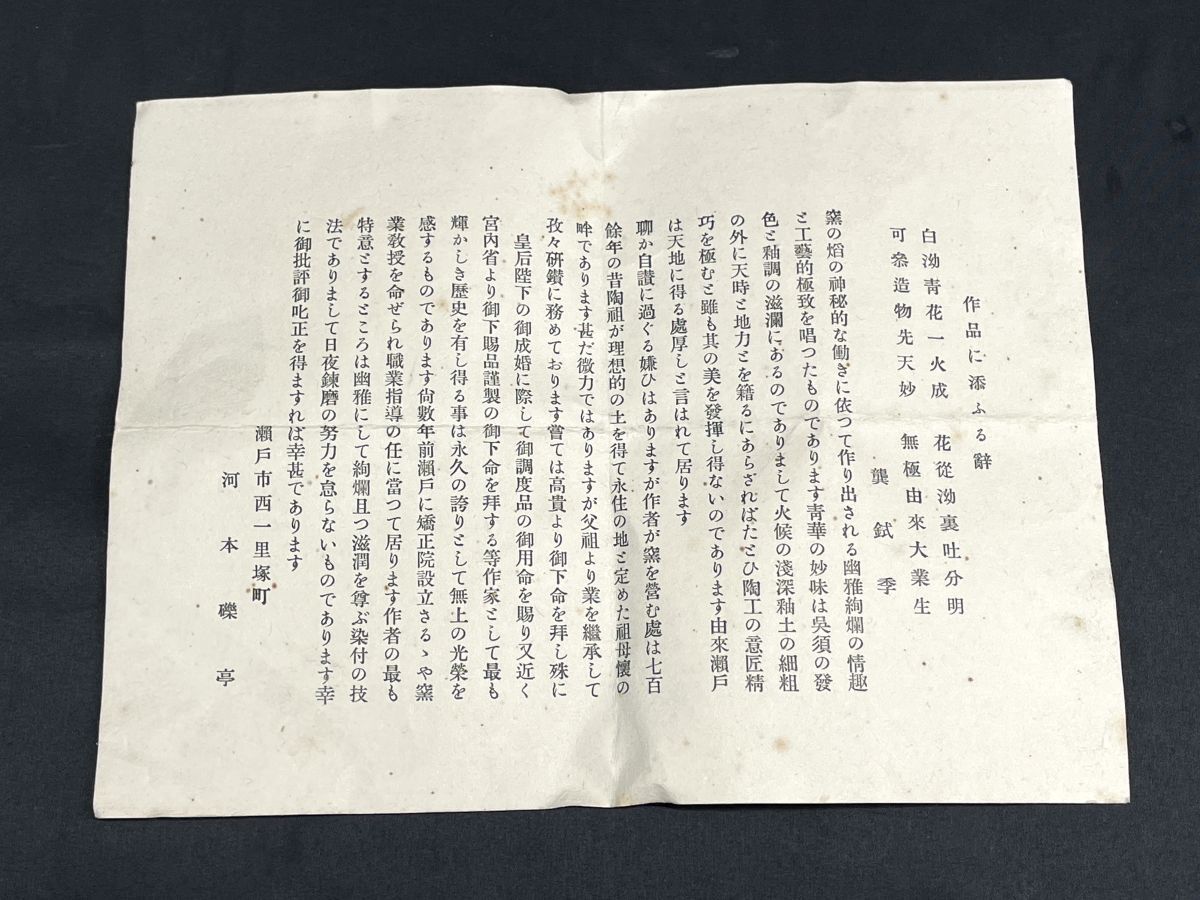 作品に添ふる辭
白泑青花一火成　花從泑裏吐分明
可參造物先天妙　無極由來大業生
龔鉽季
窯の熖の神秘的な働きに依つて作り出される幽雅絢爛の情趣
と工藝的極致を唱つたものであります青華の妙味は吳須の發
色と釉調の滋瀾にあるのでありまして火候の淺深釉土の細粗
の外に天時と地力とを籍るにあらざればたとひ陶工の意匠精
巧を極むと雖も其の美を發揮し得ないのであります由來瀨戶
は天地に得る處厚しと言はれて居ります
聊か自讃に過ぐる嫌ひはありますが作者が窯を營む處は七百
餘年の昔陶祖が理想的の土を得て永住の地と定めた祖母懷の
畔であります甚だ微力ではありますが父祖より業を繼承して
孜々硏鑽に務めております嘗ては高貴より御下命を拜し殊に
皇后陛下の御成婚に際して御調度品の御用命を賜り又近く
宮內省より御下賜品謹製の御下命を拜する等作家として最も
輝かしき歷史を有し得る事は永久の誇りとして無上の光榮を
感ずるものであります尙數年前瀨戶に矯正院設立さるゝや窯
業敎授を命ぜられ職業指導の任に當つて居ります作者の最も
特意とするところは幽雅にして絢爛且つ滋潤を尊ぶ染付の技
法でありまして日夜鍊磨の努力を怠らないものであります幸
に御批評御叱正を得ますれば幸甚であります
瀨戶市西一里塚町
河本礫亭